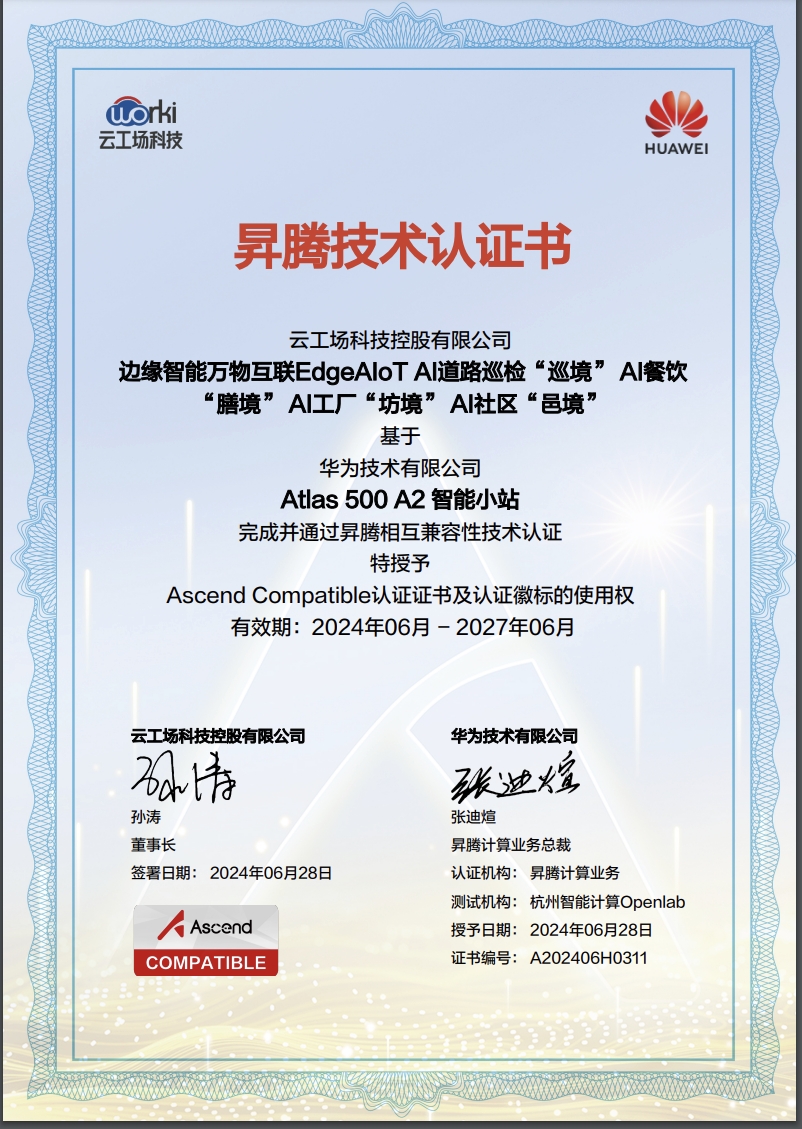 worki
云工场科技
HUAWEI
昇腾技术认证书
云工场科技控股有限公司
边缘智能万物互联EdgeAIoT AI道路巡检“巡境” AI餐饮
“膳境” AI工厂“坊境” AI社区“邑境”
基于
华为技术有限公司
Atlas 500 A2 智能小站
完成并通过昇腾相互兼容性技术认证
特授予
Ascend Compatible认证证书及认证徽标的使用权
有效期：2024年06月 – 2027年06月
云工场科技控股有限公司
孙涛
孙涛
董事长
签署日期： 2024年06月28日
Ascend
COMPATIBLE
华为技术有限公司
张迪煊
张迪煊
昇腾计算业务总裁
认证机构： 昇腾计算业务
测试机构： 杭州智能计算Openlab
授予日期： 2024年06月28日
证书编号： A202406H0311